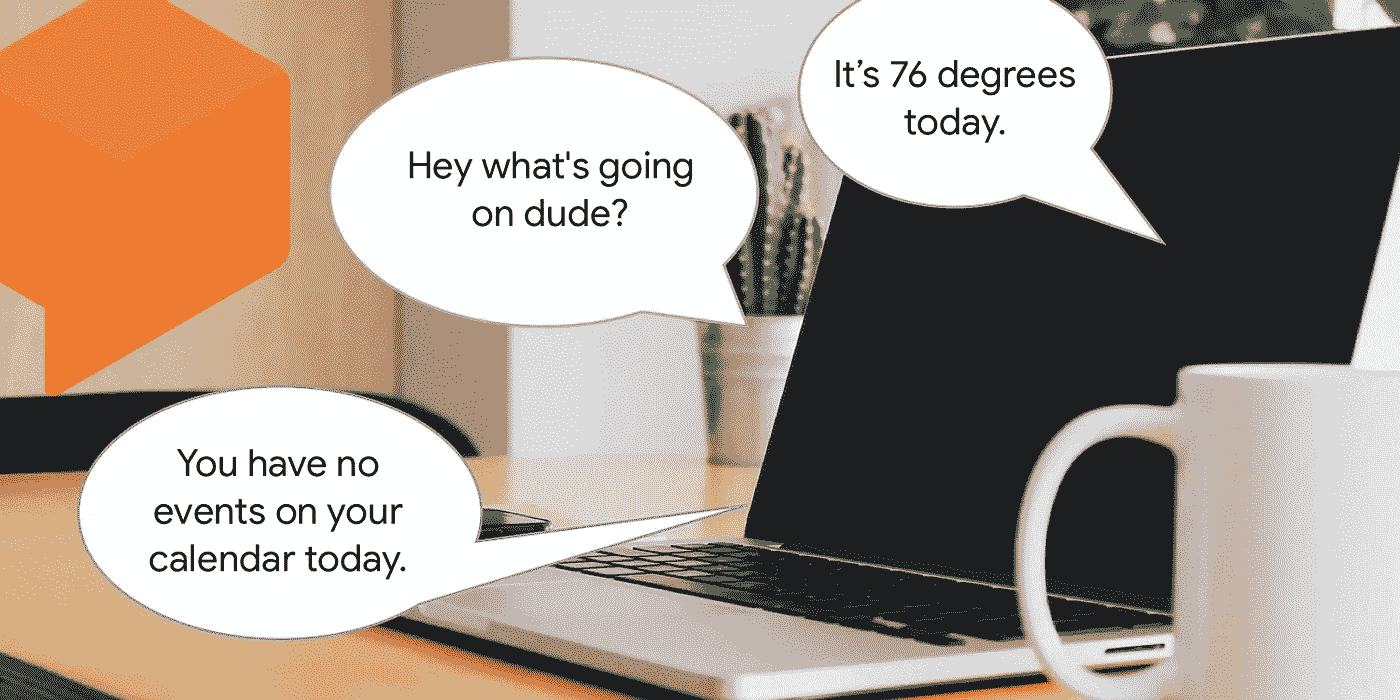 Hey what's going
on dude?
It’s 76 degrees
today.
You have no
events on your
calendar today.